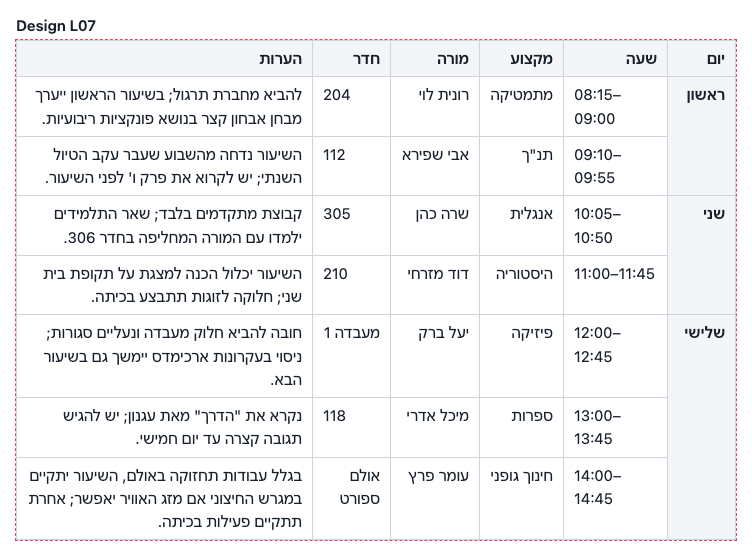 Design L07
יום שעה מקצוע מורה חדר הערות
ראשון 08:15– מתמטיקה רונית לוי 204 להביא מחברת תרגול; בשיעור הראשון ייערך
09:00 מבחן אבחון קצר בנושא פונקציות ריבועיות.
09:10– תנ"ך אבי שפירא 112 השיעור נדחה מהשבוע שעבר עקב הטיול
09:55 השנתי; יש לקרוא את פרק ו' לפני השיעור.
שני 10:05– אנגלית שרה כהן 305 קבוצת מתקדמים בלבד; שאר התלמידים
10:50 ילמדו עם המורה המחליפה בחדר 306.
11:00–11:45 היסטוריה דוד מזרחי 210 השיעור יכלול הכנה למצגת על תקופת בית
שני; חלוקה לזוגות תתבצע בכיתה.
שלישי 12:00– פיזיקה יעל ברק מעבדה 1 חובה להביא חלוק מעבדה ונעליים סגורות;
12:45 ניסוי בעקרונות ארכימדס יימשך גם בשיעור
הבא.
13:00– ספרות מיכל אדרי 118 נקרא את "הדרך" מאת עגנון; יש להגיש
13:45 תגובה קצרה עד יום חמישי.
14:00– חינוך גופני עומר פרץ אולם בגלל עבודות תחזוקה באולם, השיעור יתקיים
14:45 ספורט במגרש החיצוני אם מזג האוויר יאפשר; אחרת
תתקיים פעילות בכיתה.